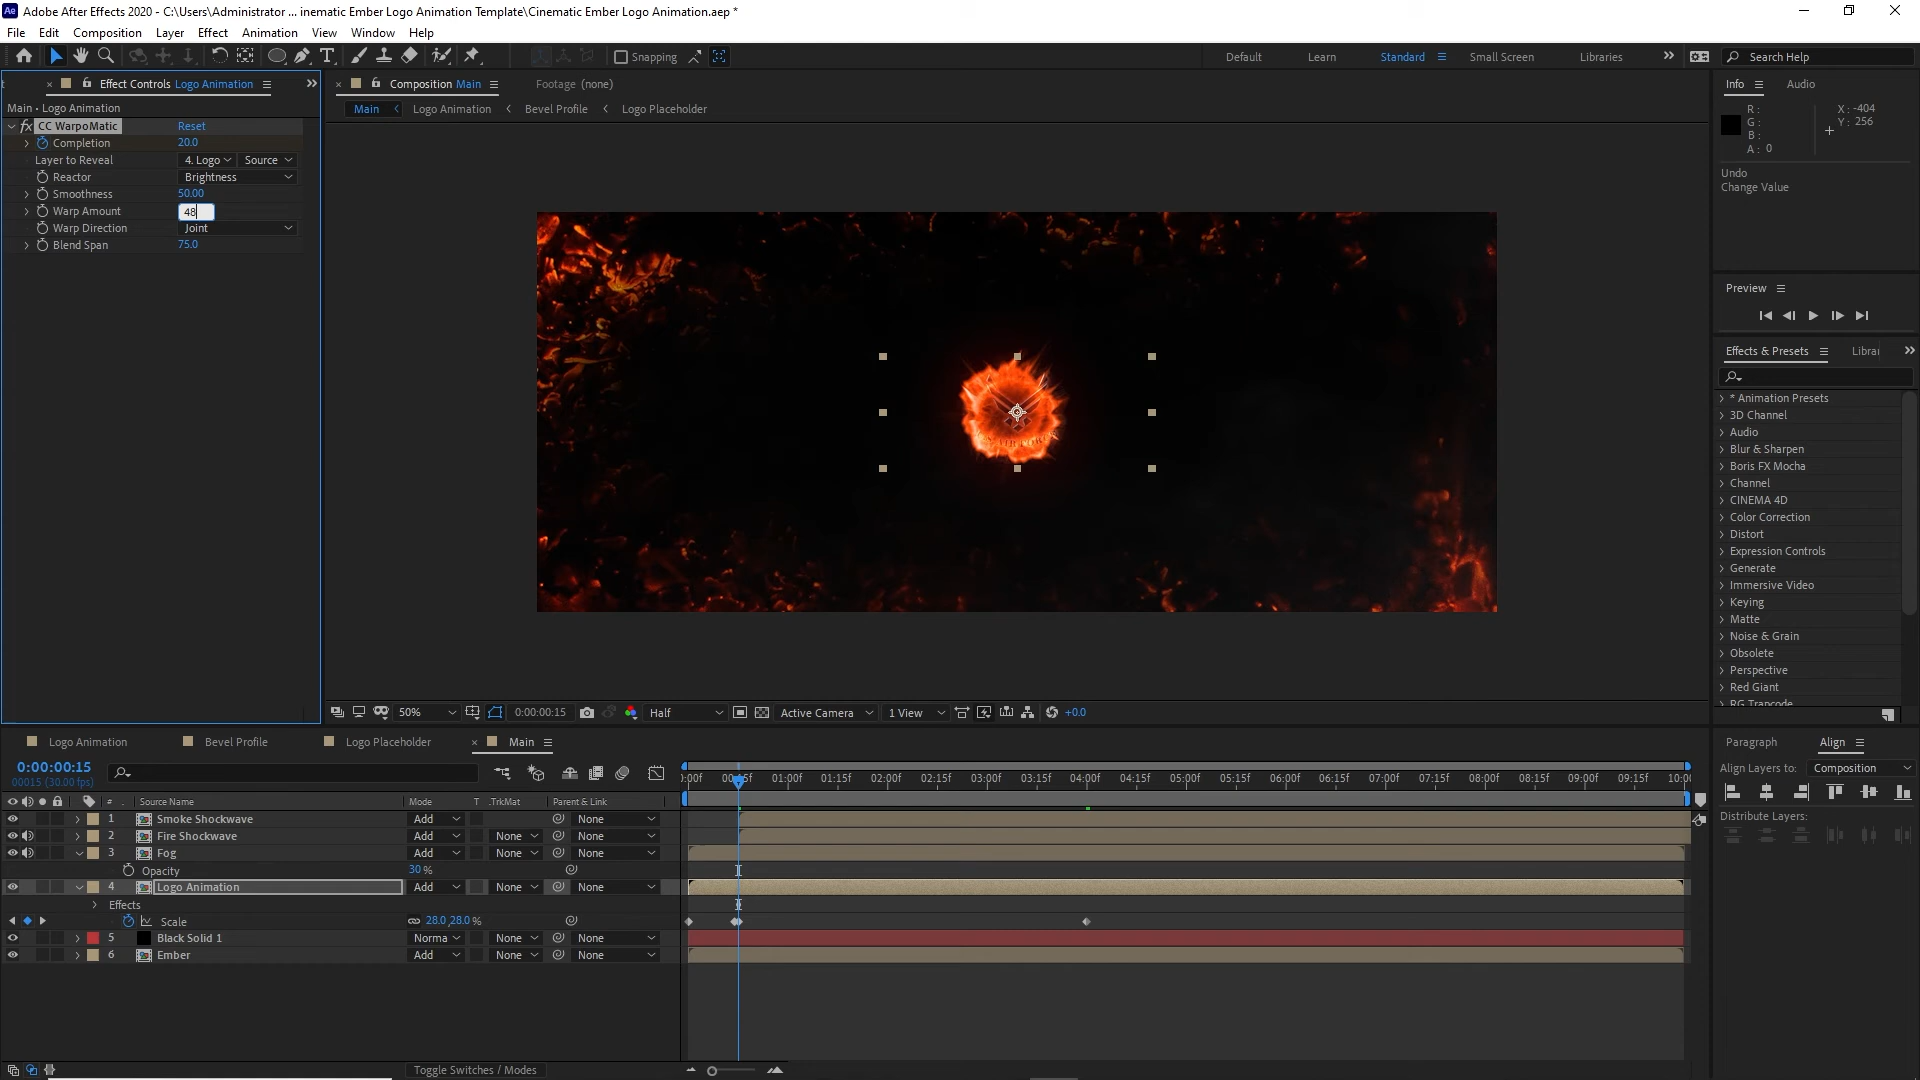 Adobe After Effects 2020 - C:\Users\Administrator ... inematic Ember Logo Animation Template\Cinematic Ember Logo Animation.aep *
File Edit Composition Layer Effect Animation View Window Help
Snapping Default Learn Standard Small Screen Libraries Search Help
Effect Controls Logo Animation
Composition Main Footage (none)
Info Audio
Main • Logo Animation
Main Logo Animation Bevel Profile Logo Placeholder
fx CC WarpoMatic Reset
Completion 20.0
Layer to Reveal 4. Logo Source
Reactor Brightness
Smoothness 50.00
Warp Amount 48
Warp Direction Joint
Blend Span 75.0
R :
G :
B :
A : 0
X : -404
Y : 256
Undo
Change Value
Preview
Effects & Presets Librai
* Animation Presets
3D Channel
Audio
Blur & Sharpen
Boris FX Mocha
Channel
CINEMA 4D
Color Correction
Distort
Expression Controls
Generate
Immersive Video
Keying
Matte
Noise & Grain
Obsolete
Perspective
Red Giant
RG Trapcode
50% 0:00:00:15 Half Active Camera 1 View +0.0
Logo Animation Bevel Profile Logo Placeholder Main
Paragraph Align
0:00:00:15
00015 (30.00 fps)
01:00f 01:15f 02:00f 02:15f 03:00f 03:15f 04:00f 04:15f 05:00f 05:15f 06:00f 06:15f 07:00f 07:15f 08:00f 08:15f 09:00f 09:15f
Align Layers to: Composition
Distribute Layers:
# Source Name Mode T .TrkMat Parent & Link
1 Smoke Shockwave Add None
2 Fire Shockwave Add None None
3 Fog Add None None
Opacity 30 %
4 Logo Animation Add None None
Effects
Scale 28.0,28.0 %
5 Black Solid 1 Norma None None
6 Ember Add None None
Toggle Switches / Modes